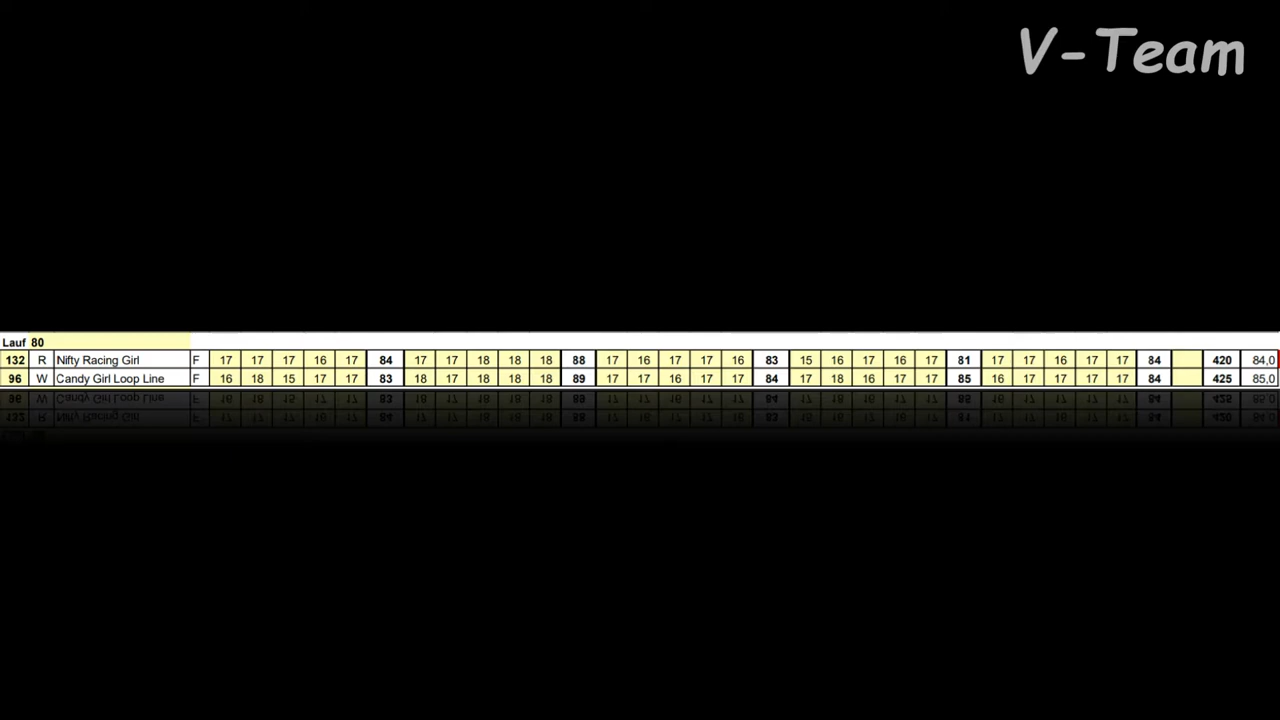 V-Team
Lauf 80
132 R Nifty Racing Girl F 17 17 17 16 17 84 17 17 18 18 18 88 17 16 17 17 16 83 15 16 17 16 17 81 17 17 16 17 17 84 420 84,0
96 W Candy Girl Loop Line F 16 18 15 17 17 83 18 17 18 18 18 89 17 17 16 17 17 84 17 18 16 17 17 85 16 17 17 17 17 84 425 85,0